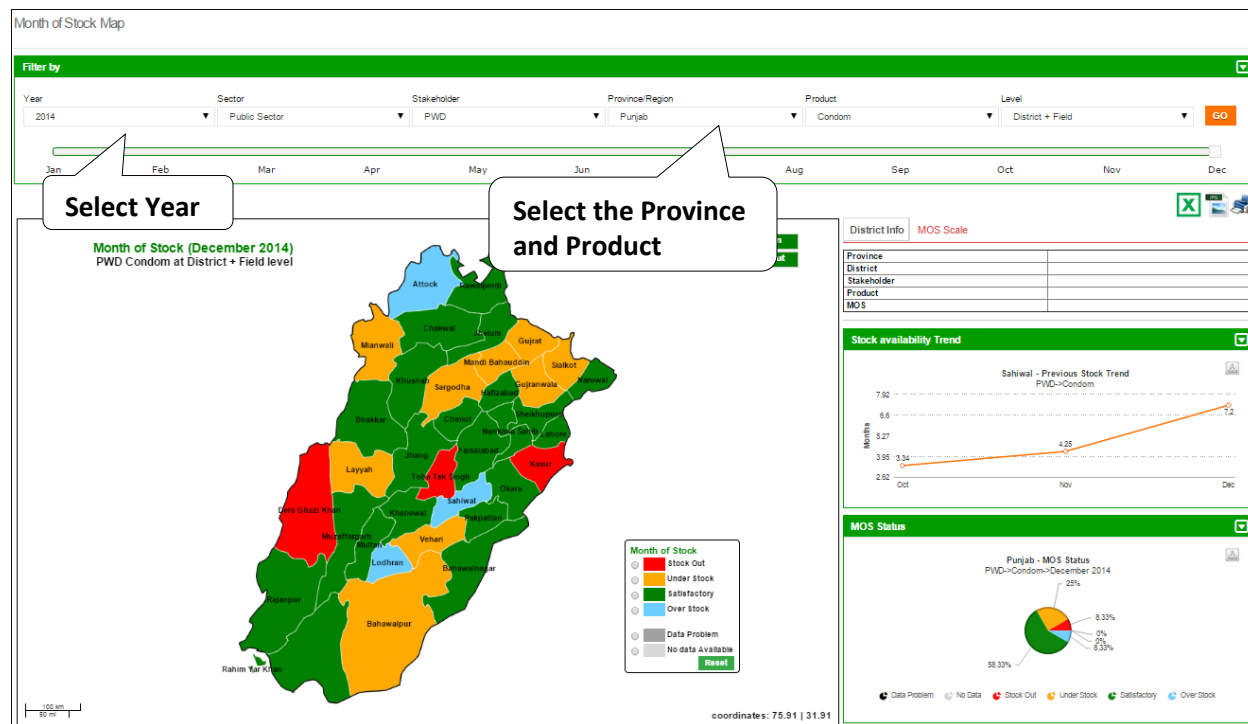 Month of Stock Map
Filter by
Year
Sector
Stakeholder
Province/Region
Product
Level
2014
Public Sector
PWD
Punjab
Condom
District + Field
GO
Jan
Feb
Mar
Apr
May
Jun
Aug
Sep
Oct
Nov
Dec
Select Year
Select the Province
and Product
Month of Stock (December 2014)
PWD Condom at District + Field level
Attock
Rawalpindi
Chakwal
Jhelum
Mianwali
Gujrat
Mandi Bahauddin
Sialkot
Khushab
Sargodha
Gujranwala
Narowal
Hafizabad
Bhakkar
Chiniot
Sheikhupura
Nankana Sahib
Lahore
Jhang
Faisalabad
Layyah
Toba Tek Singh
Kasur
Okara
Sahiwal
Dera Ghazi Khan
Khanewal
Pakpattan
Muzaffargarh
Multan
Vehari
Lodhran
Bahawalnagar
Rajanpur
Bahawalpur
Rahim Yar Khan
Month of Stock
Stock Out
Under Stock
Satisfactory
Over Stock
Data Problem
No data Available
Reset
100 km
50 mi
coordinates: 75.91 | 31.91
District Info
MOS Scale
Province
District
Stakeholder
Product
MOS
Stock availability Trend
Sahiwal - Previous Stock Trend
PWD->Condom
Months
7.92
6.6
5.27
3.95
2.62
3.34
4.25
7.2
Oct
Nov
Dec
MOS Status
Punjab - MOS Status
PWD->Condom->December 2014
25%
8.33%
0%
0%
8.33%
58.33%
Data Problem
No Data
Stock Out
Under Stock
Satisfactory
Over Stock